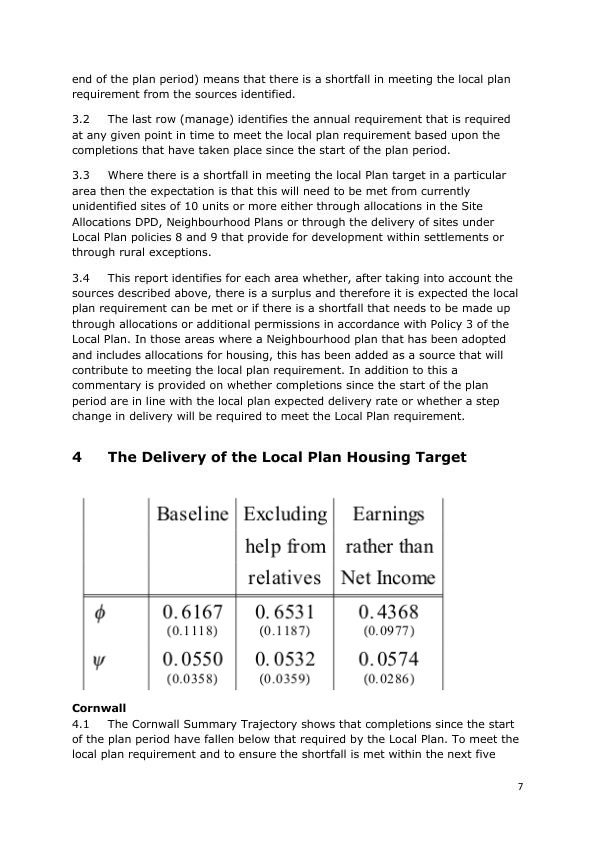 end of the plan period) means that there is a shortfall in meeting the local plan
requirement from the sources identified.
3.2 The last row (manage) identifies the annual requirement that is required
at any given point in time to meet the local plan requirement based upon the
completions that have taken place since the start of the plan period.
3.3 Where there is a shortfall in meeting the local Plan target in a particular
area then the expectation is that this will need to be met from currently
unidentified sites of 10 units or more either through allocations in the Site
Allocations DPD, Neighbourhood Plans or through the delivery of sites under
Local Plan policies 8 and 9 that provide for development within settlements or
through rural exceptions.
3.4 This report identifies for each area whether, after taking into account the
sources described above, there is a surplus and therefore it is expected the local
plan requirement can be met or if there is a shortfall that needs to be made up
through allocations or additional permissions in accordance with Policy 3 of the
Local Plan. In those areas where a Neighbourhood plan that has been adopted
and includes allocations for housing, this has been added as a source that will
contribute to meeting the local plan requirement. In addition to this a
commentary is provided on whether completions since the start of the plan
period are in line with the local plan expected delivery rate or whether a step
change in delivery will be required to meet the Local Plan requirement.
4 The Delivery of the Local Plan Housing Target
Baseline Excluding Earnings
help from rather than
relatives Net Income
ϕ 0.6167 0.6531 0.4368
(0.1118) (0.1187) (0.0977)
ψ 0.0550 0.0532 0.0574
(0.0358) (0.0359) (0.0286)
Cornwall
4.1 The Cornwall Summary Trajectory shows that completions since the start
of the plan period have fallen below that required by the Local Plan. To meet the
local plan requirement and to ensure the shortfall is met within the next five
7